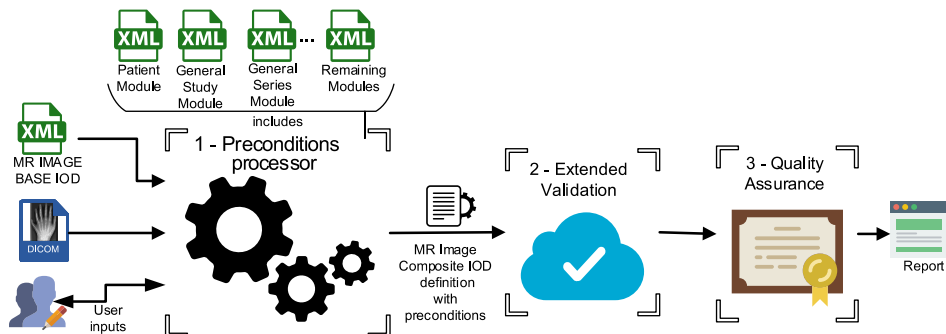 XML XML XML ... XML
Patient Module
General Study Module
General Series Module
Remaining Modules
includes
XML
MR IMAGE
BASE IOD
DICOM
User
inputs
1 - Preconditions
processor
MR Image
Composite IOD
definition
with
preconditions
2 - Extended
Validation
3 - Quality
Assurance
Report